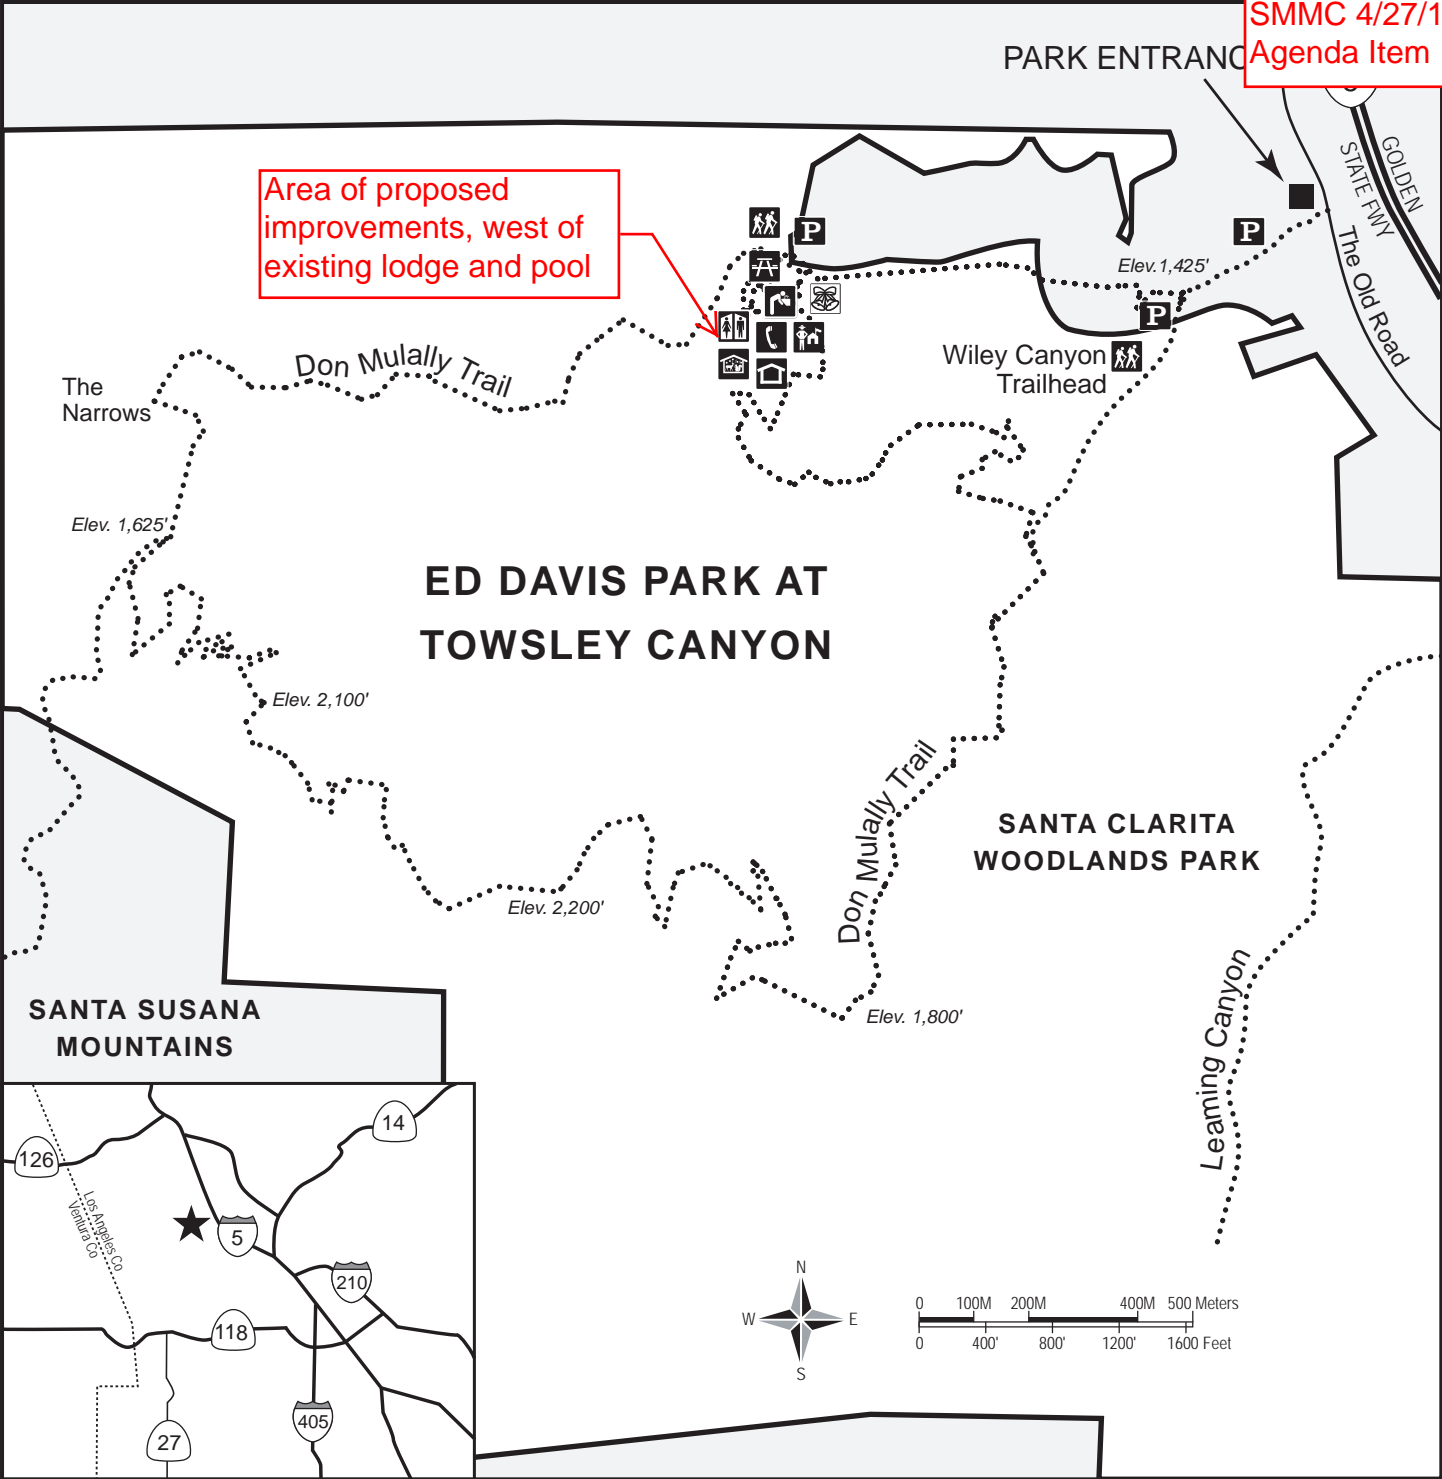 SMMC 4/27/1
Agenda Item
PARK ENTRANC
GOLDEN
STATE FWY
The Old Road
Area of proposed
improvements, west of
existing lodge and pool
P
P
Elev.1,425'
P
Wiley Canyon
Trailhead
Don Mulally Trail
The
Narrows
Elev. 1,625'
ED DAVIS PARK AT
TOWSLEY CANYON
Elev. 2,100'
Don Mulally Trail
SANTA CLARITA
WOODLANDS PARK
Elev. 2,200'
Elev. 1,800'
Leaming Canyon
SANTA SUSANA
MOUNTAINS
14
126
Los Angeles Co
Ventura Co
5
210
118
405
27
N
W E
S
0 100M 200M 400M 500 Meters
0 400' 800' 1200' 1600 Feet